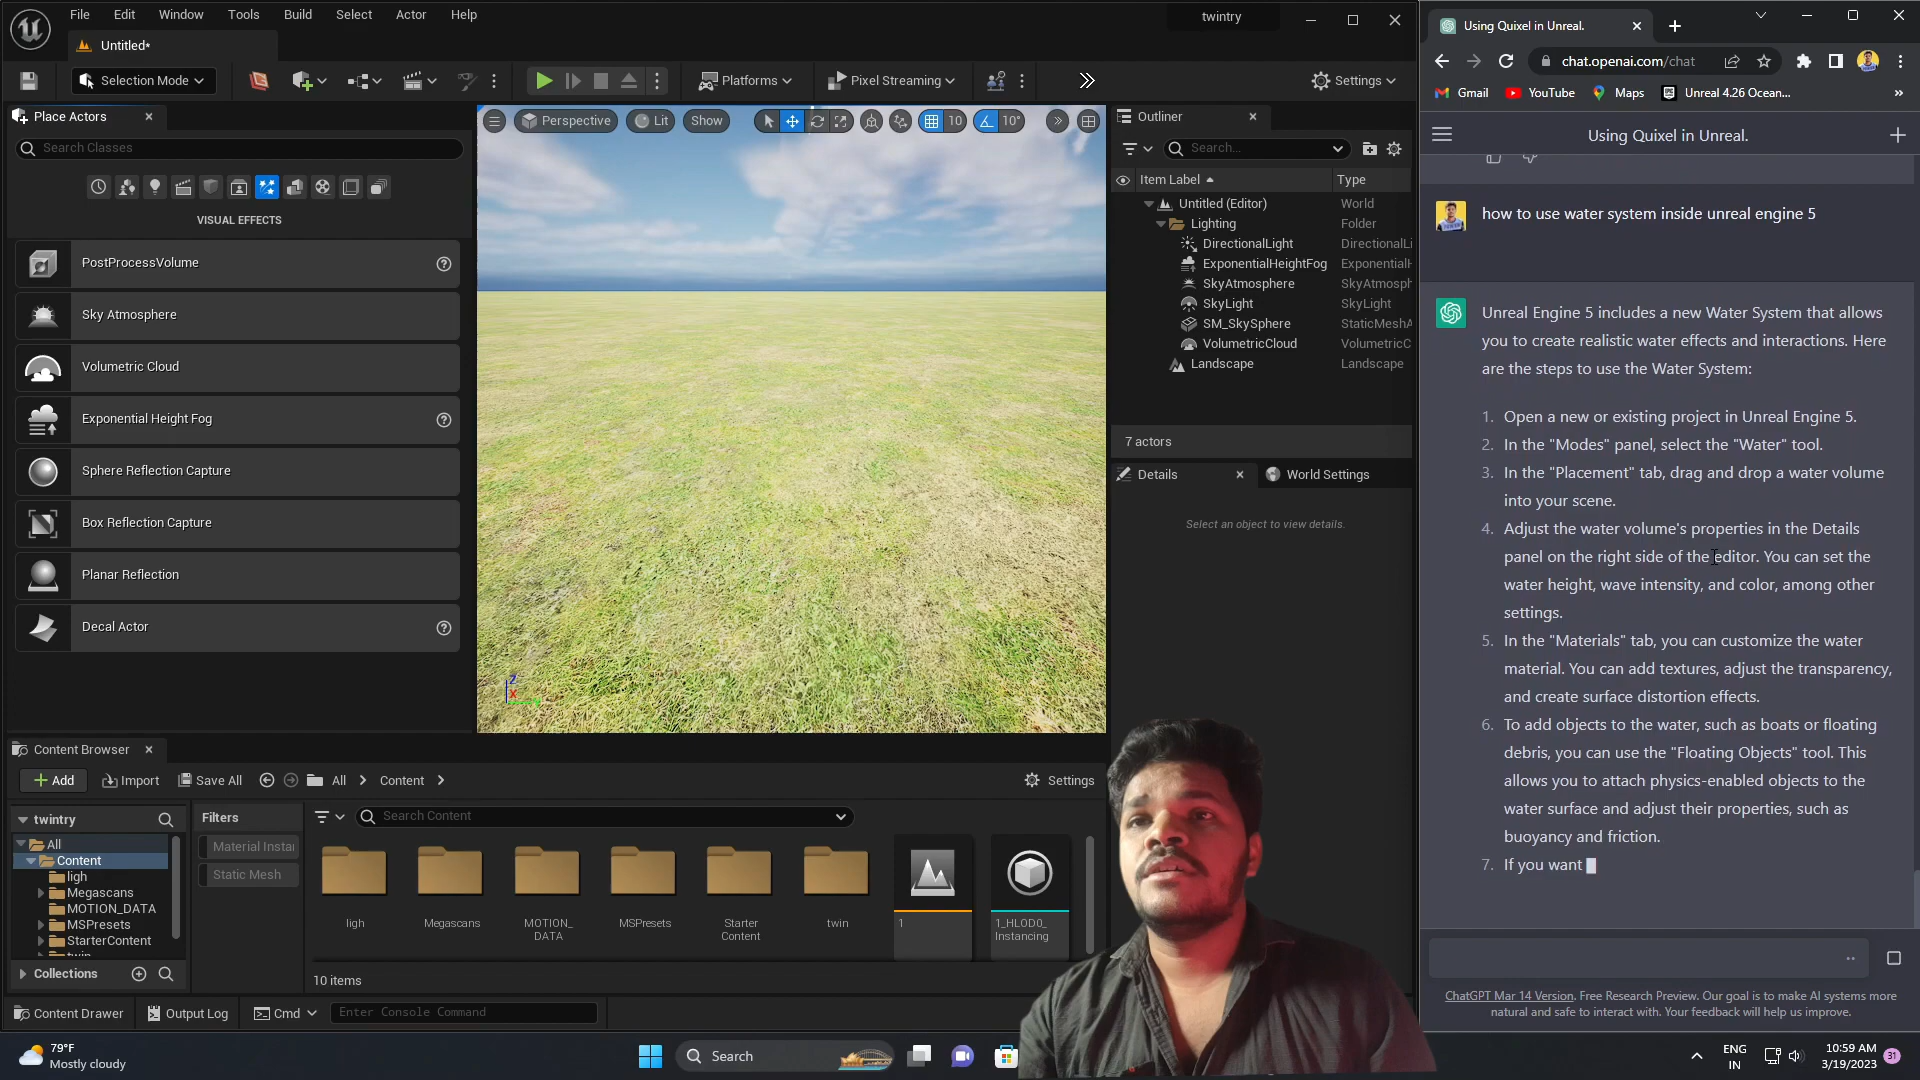 File Edit Window Tools Build Select Actor Help
twintry
Untitled*
Selection Mode
Platforms
Pixel Streaming
Settings
Place Actors
Search Classes
VISUAL EFFECTS
PostProcessVolume
Sky Atmosphere
Volumetric Cloud
Exponential Height Fog
Sphere Reflection Capture
Box Reflection Capture
Planar Reflection
Decal Actor
Perspective
Lit
Show
10
10°
Z
X
Outliner
Search...
Item Label
Type
Untitled (Editor) World
Lighting Folder
DirectionalLight DirectionalLi
ExponentialHeightFog ExponentialH
SkyAtmosphere SkyAtmosph
SkyLight SkyLight
SM_SkySphere StaticMeshA
VolumetricCloud VolumetricC
Landscape Landscape
7 actors
Details
World Settings
Select an object to view details.
Content Browser
Add
Import
Save All
All
Content
Settings
twintry
All
Content
ligh
Megascans
MOTION_DATA
MSPresets
StarterContent
Collections
Filters
Material Instar
Static Mesh
Search Content
ligh
Megascans
MOTION_
DATA
MSPresets
Starter
Content
twin
1
1_HLOD0_
Instancing
10 items
Content Drawer
Output Log
Cmd
Enter Console Command
Using Quixel in Unreal.
chat.openai.com/chat
Gmail
YouTube
Maps
Unreal 4.26 Ocean...
Using Quixel in Unreal.
how to use water system inside unreal engine 5
Unreal Engine 5 includes a new Water System that allows
you to create realistic water effects and interactions. Here
are the steps to use the Water System:
1. Open a new or existing project in Unreal Engine 5.
2. In the "Modes" panel, select the "Water" tool.
3. In the "Placement" tab, drag and drop a water volume
into your scene.
4. Adjust the water volume's properties in the Details
panel on the right side of the editor. You can set the
water height, wave intensity, and color, among other
settings.
5. In the "Materials" tab, you can customize the water
material. You can add textures, adjust the transparency,
and create surface distortion effects.
6. To add objects to the water, such as boats or floating
debris, you can use the "Floating Objects" tool. This
allows you to attach physics-enabled objects to the
water surface and adjust their properties, such as
buoyancy and friction.
7. If you want
ChatGPT Mar 14 Version. Free Research Preview. Our goal is to make AI systems more
natural and safe to interact with. Your feedback will help us improve.
79°F
Mostly cloudy
Search
ENG
IN
10:59 AM
3/19/2023
31